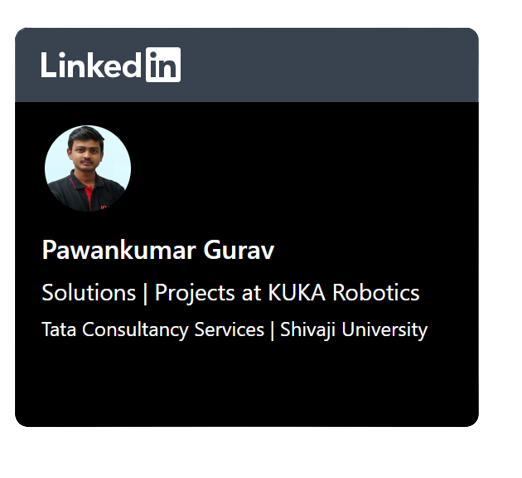 LinkedIn
Pawankumar Gurav
Solutions | Projects at KUKA Robotics
Tata Consultancy Services | Shivaji University